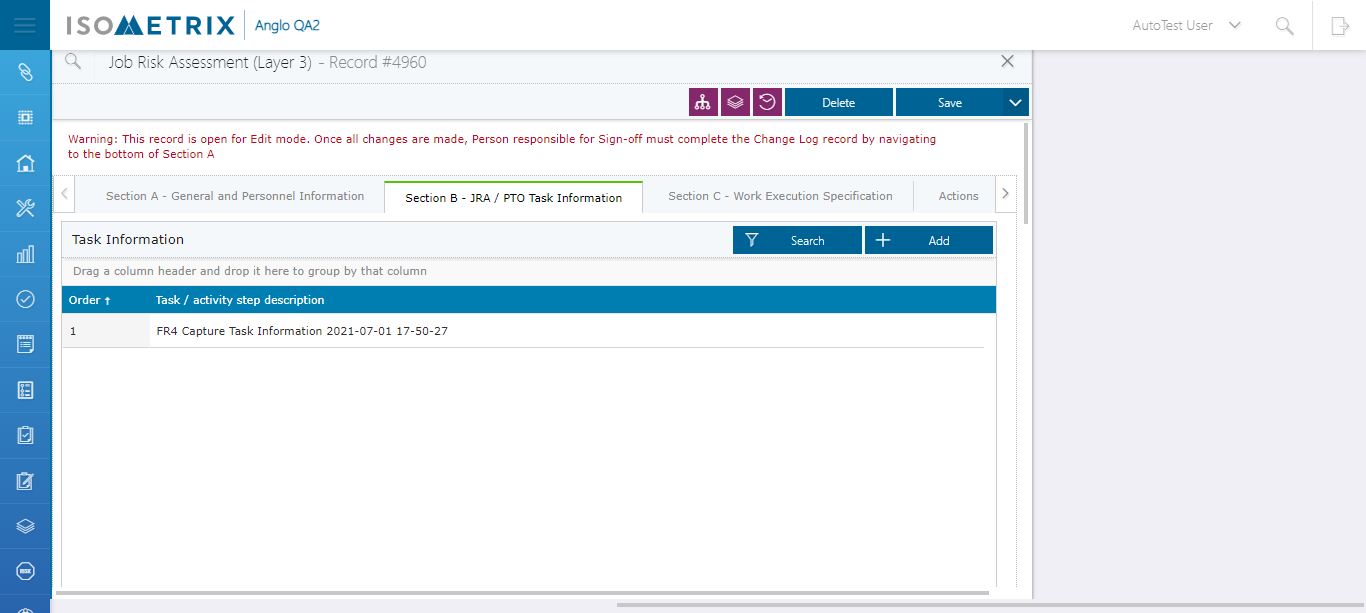 ISOMETRIX Anglo QA2
AutoTest User
Job Risk Assessment (Layer 3) - Record #4960
Delete
Save
Warning: This record is open for Edit mode. Once all changes are made, Person responsible for Sign-off must complete the Change Log record by navigating
to the bottom of Section A
Section A - General and Personnel Information
Section B - JRA / PTO Task Information
Section C - Work Execution Specification
Actions
Task Information
Search
Add
Drag a column header and drop it here to group by that column
Order ↑ Task / activity step description
1 FR4 Capture Task Information 2021-07-01 17-50-27
RISK